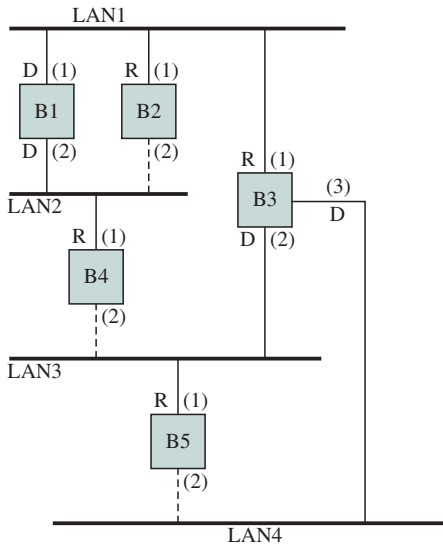 LAN1
D (1) R (1)
B1 B2
D (2) (2)
R (1) (3)
B3
D
LAN2
R (1) D (2)
B4
(2)
LAN3
R (1)
B5
(2)
LAN4